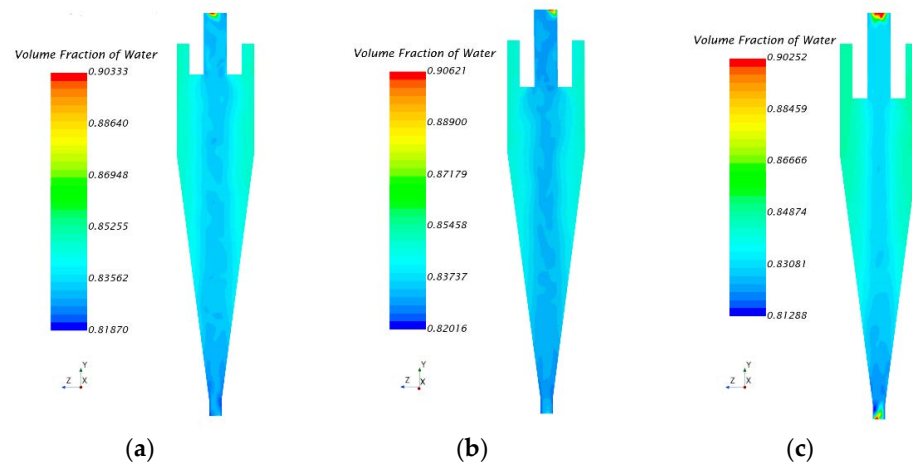 Volume Fraction of Water
0.90333
0.88640
0.86948
0.85255
0.83562
0.81870
Y
Z
X
(a)
Volume Fraction of Water
0.90621
0.88900
0.87179
0.85458
0.83737
0.82016
Y
Z
X
(b)
Volume Fraction of Water
0.90252
0.88459
0.86666
0.84874
0.83081
0.81288
Y
Z
X
(c)